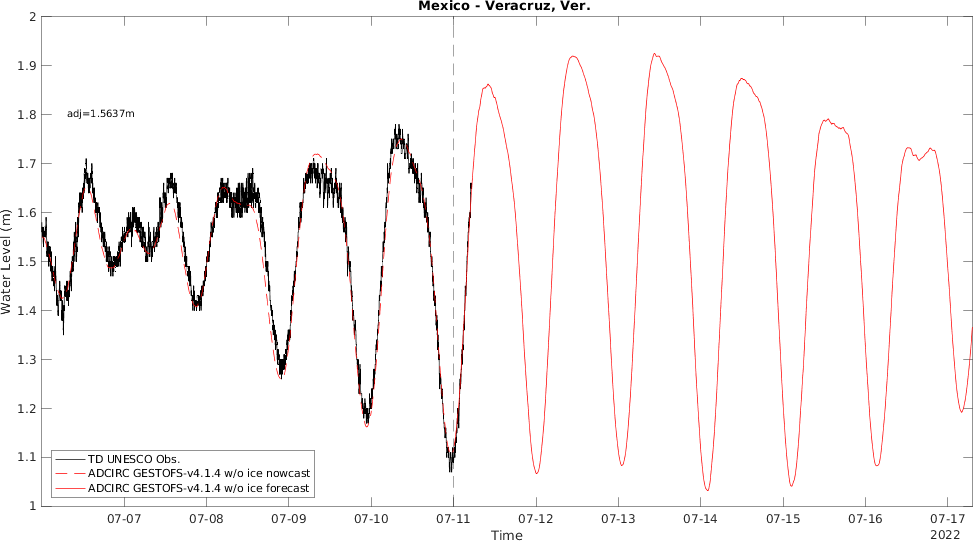 Mexico - Veracruz, Ver.
2
1.9
1.8
1.7
1.6
1.5
1.4
1.3
1.2
1.1
1
Water Level (m)
adj=1.5637m
TD UNESCO Obs.
ADCIRC GESTOFS-v4.1.4 w/o ice nowcast
ADCIRC GESTOFS-v4.1.4 w/o ice forecast
07-07 07-08 07-09 07-10 07-11 07-12 07-13 07-14 07-15 07-16 07-17
2022
Time